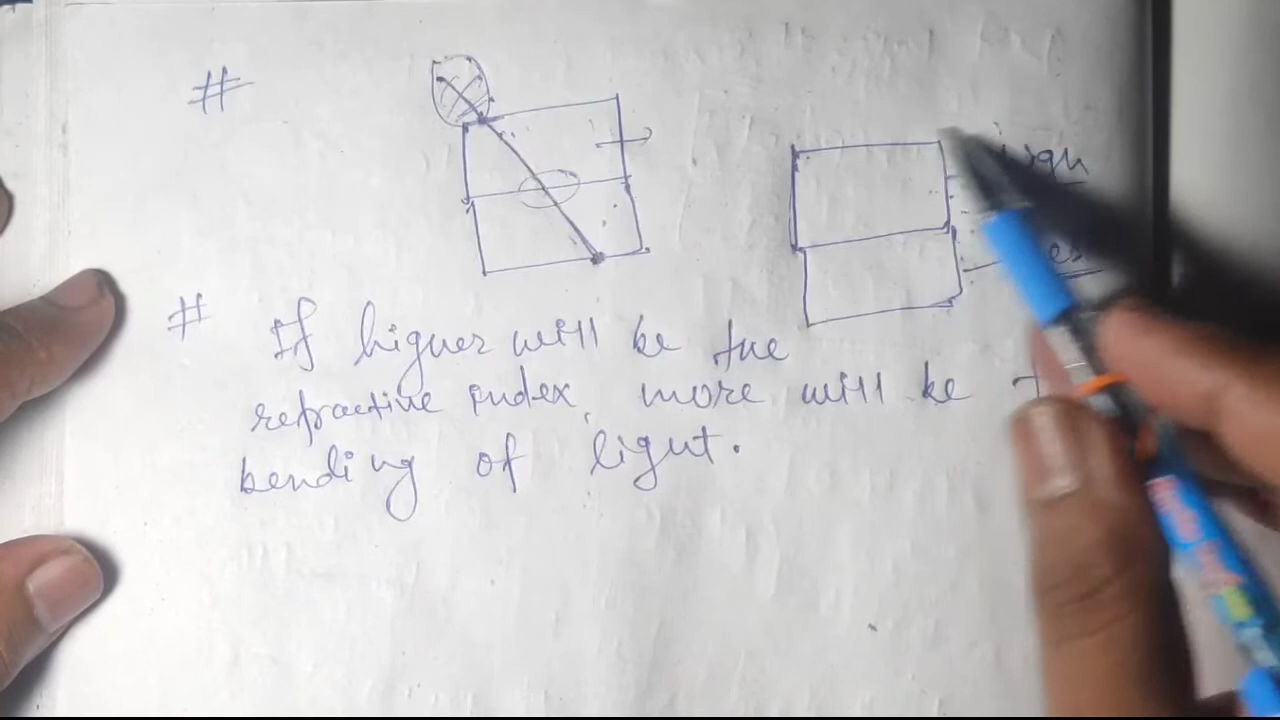 #
# If higher will be the
refractive index, more will be
bending of light.